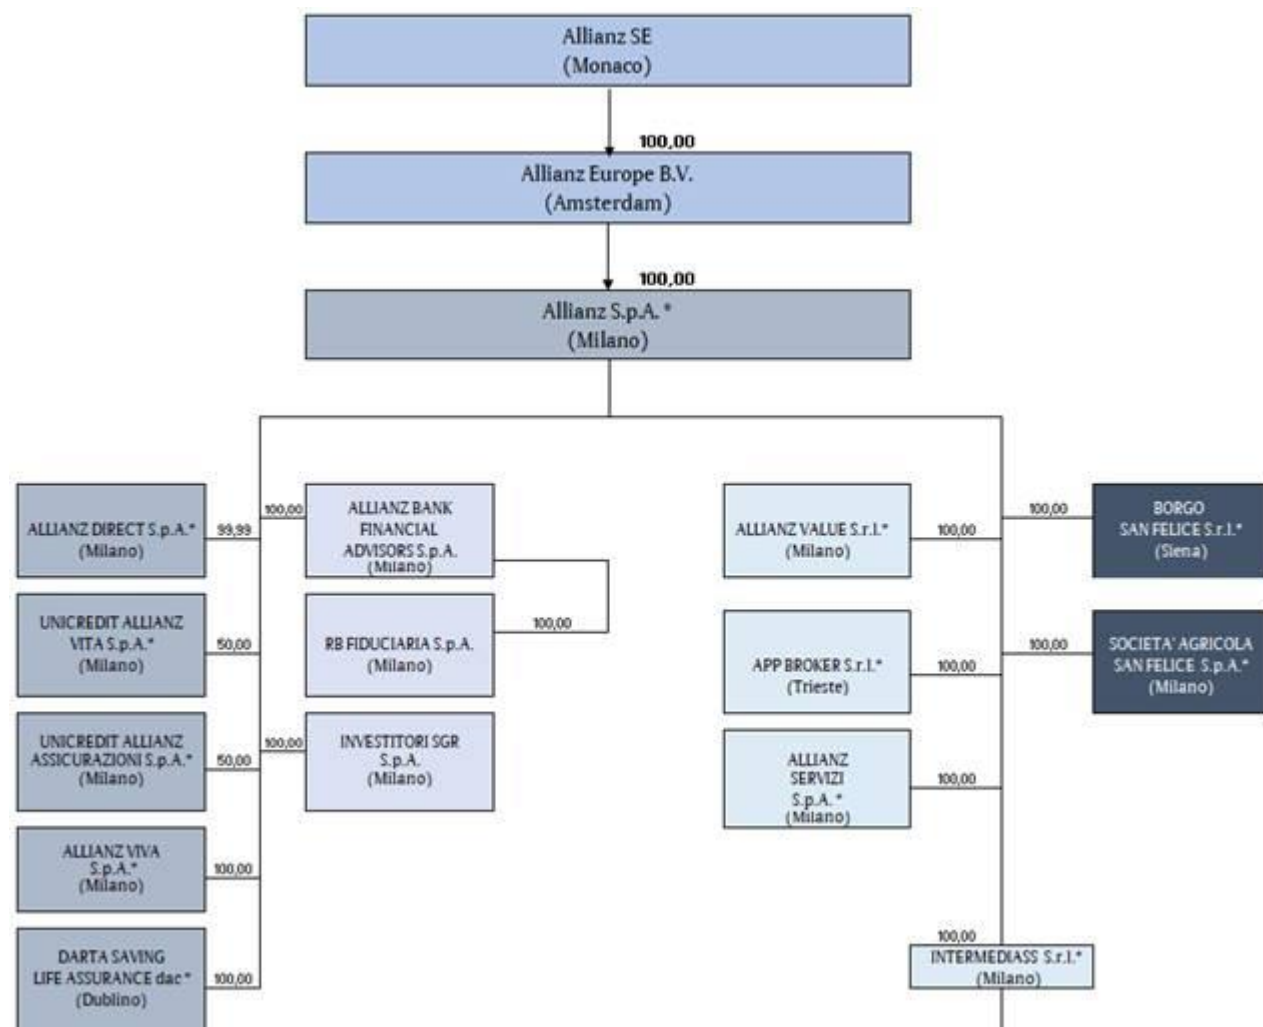 Allianz SE
(Monaco)
100,00
Allianz Europe B.V.
(Amsterdam)
100,00
Allianz S.p.A. *
(Milano)
ALLIANZ DIRECT S.p.A.*
(Milano)
99,99
100,00
ALLIANZ BANK
FINANCIAL
ADVISORS S.p.A.
(Milano)
ALLIANZ VALUE S.r.l.*
(Milano)
100,00
100,00
BORGO
SAN FELICE S.r.l.*
(Siena)
UNICREDIT ALLIANZ
VITA S.p.A.*
(Milano)
50,00
RB FIDUCIARIA S.p.A.
(Milano)
100,00
APP BROKER S.r.l.*
(Trieste)
100,00
100,00
SOCIETA' AGRICOLA
SAN FELICE S.p.A.*
(Milano)
UNICREDIT ALLIANZ
ASSICURAZIONI S.p.A.*
(Milano)
50,00
100,00
INVESTITORI SGR
S.p.A.
(Milano)
ALLIANZ
SERVIZI
S.p.A. *
(Milano)
100,00
ALLIANZ VIVA
S.p.A.*
(Milano)
100,00
DARTA SAVING
LIFE ASSURANCE dac *
(Dublino)
100,00
100,00
INTERMEDIASS S.r.l.*
(Milano)